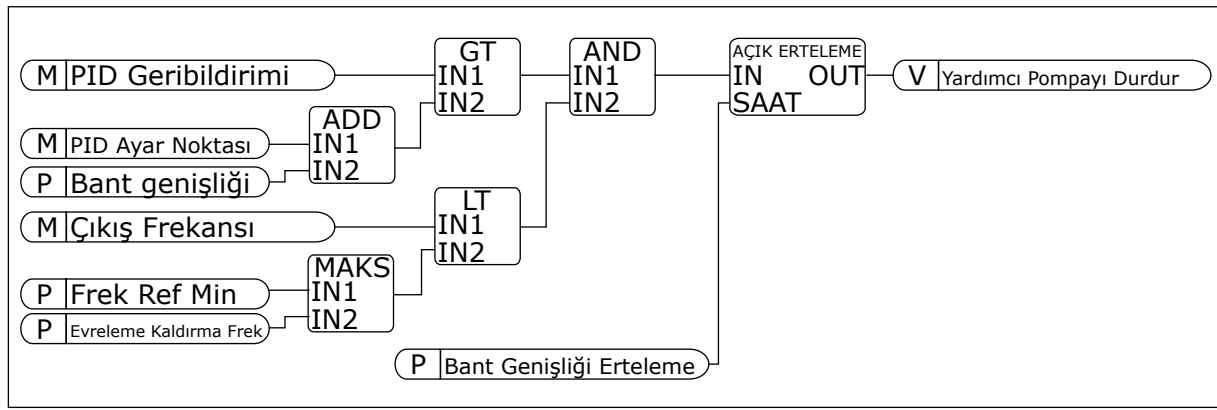 GT
AND
AÇIK ERTELEME
M PID Geribildirimi
IN1
IN1
IN OUT
V Yardımcı Pompayı Durdur
IN2
IN2
SAAT
ADD
M PID Ayar Noktası
IN1
P Bant genişliği
IN2
LT
M Çıkış Frekansı
IN1
IN2
MAKS
P Frek Ref Min
IN1
P Evreleme Kaldırma Frek
IN2
P Bant Genişliği Erteleme